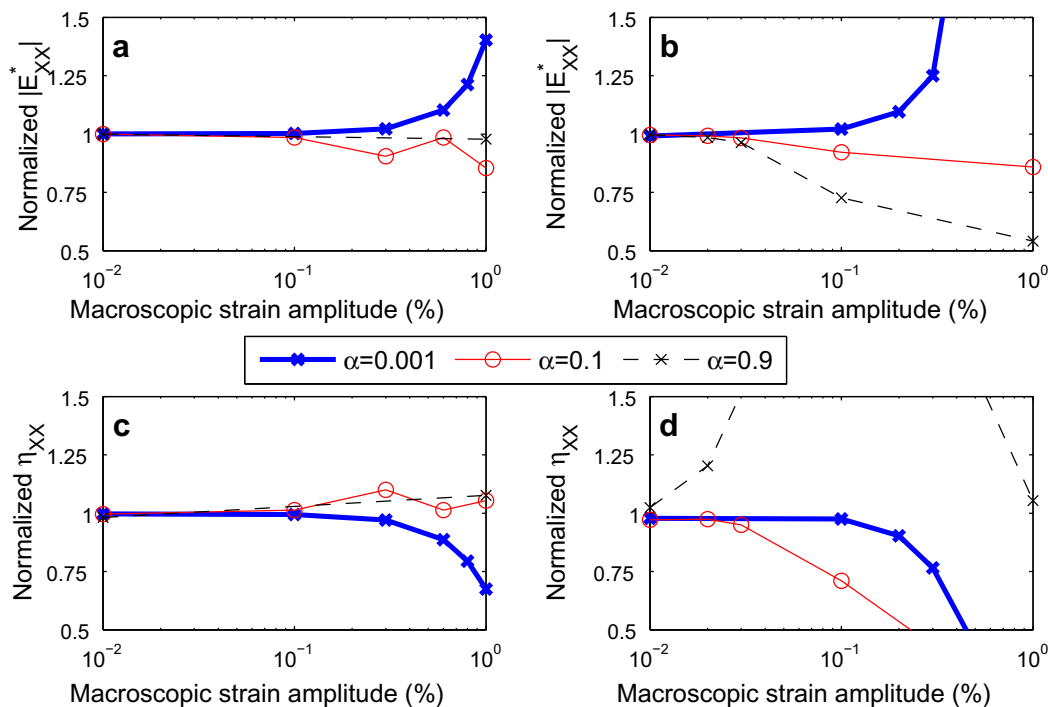 a
Normalized |E*XX|
1.5
1.25
1
0.75
0.5
10⁻²
10⁻¹
10⁰
Macroscopic strain amplitude (%)
b
Normalized |E*XX|
1.5
1.25
1
0.75
0.5
10⁻²
10⁻¹
10⁰
Macroscopic strain amplitude (%)
α=0.001 α=0.1 α=0.9
c
Normalized ηXX
1.5
1.25
1
0.75
0.5
10⁻²
10⁻¹
10⁰
Macroscopic strain amplitude (%)
d
Normalized ηXX
1.5
1.25
1
0.75
0.5
10⁻²
10⁻¹
10⁰
Macroscopic strain amplitude (%)